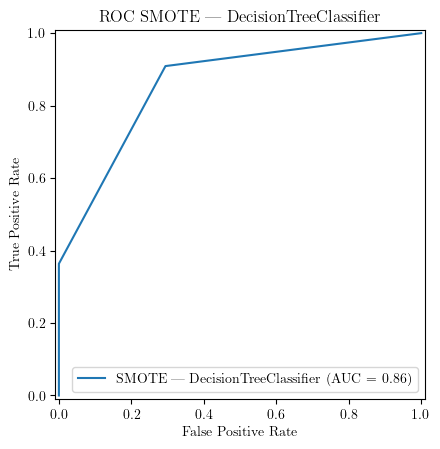 ROC SMOTE — DecisionTreeClassifier
1.0
0.8
0.6
0.4
0.2
0.0
True Positive Rate
SMOTE — DecisionTreeClassifier (AUC = 0.86)
0.0 0.2 0.4 0.6 0.8 1.0
False Positive Rate